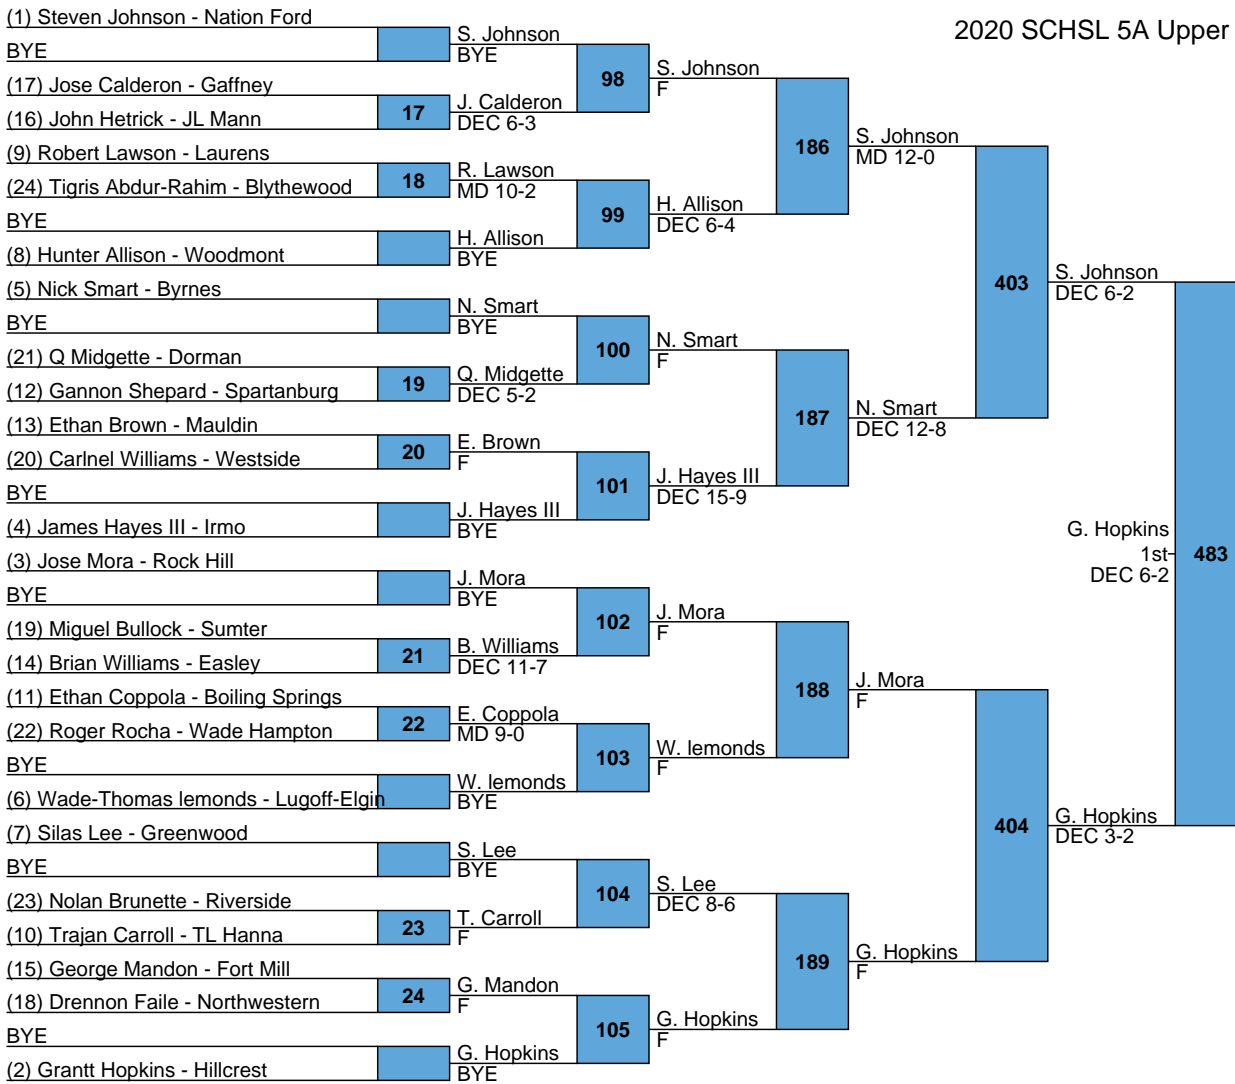 2020 SCHSL 5A Upper
(1) Steven Johnson - Nation Ford
BYE
(17) Jose Calderon - Gaffney
(16) John Hetrick - JL Mann
(9) Robert Lawson - Laurens
(24) Tigris Abdur-Rahim - Blythewood
BYE
(8) Hunter Allison - Woodmont
(5) Nick Smart - Byrnes
BYE
(21) Q Midgette - Dorman
(12) Gannon Shepard - Spartanburg
(13) Ethan Brown - Mauldin
(20) Carlnel Williams - Westside
BYE
(4) James Hayes III - Irmo
(3) Jose Mora - Rock Hill
BYE
(19) Miguel Bullock - Sumter
(14) Brian Williams - Easley
(11) Ethan Coppola - Boiling Springs
(22) Roger Rocha - Wade Hampton
BYE
(6) Wade-Thomas lemonds - Lugoff-Elgin
(7) Silas Lee - Greenwood
BYE
(23) Nolan Brunette - Riverside
(10) Trajan Carroll - TL Hanna
(15) George Mandon - Fort Mill
(18) Drennon Faile - Northwestern
BYE
(2) Grantt Hopkins - Hillcrest
17
18
19
20
21
22
23
24
S. Johnson
BYE
J. Calderon
DEC 6-3
R. Lawson
MD 10-2
H. Allison
BYE
N. Smart
BYE
Q. Midgette
DEC 5-2
E. Brown
F
J. Hayes III
BYE
J. Mora
BYE
B. Williams
DEC 11-7
E. Coppola
MD 9-0
W. lemonds
BYE
S. Lee
BYE
T. Carroll
F
G. Mandon
F
G. Hopkins
BYE
98
99
100
101
102
103
104
105
S. Johnson
F
H. Allison
DEC 6-4
N. Smart
F
J. Hayes III
DEC 15-9
J. Mora
F
W. lemonds
F
S. Lee
DEC 8-6
G. Hopkins
F
186
187
188
189
S. Johnson
MD 12-0
N. Smart
DEC 12-8
J. Mora
F
G. Hopkins
F
403
404
S. Johnson
DEC 6-2
G. Hopkins
DEC 3-2
G. Hopkins
1st
DEC 6-2
483